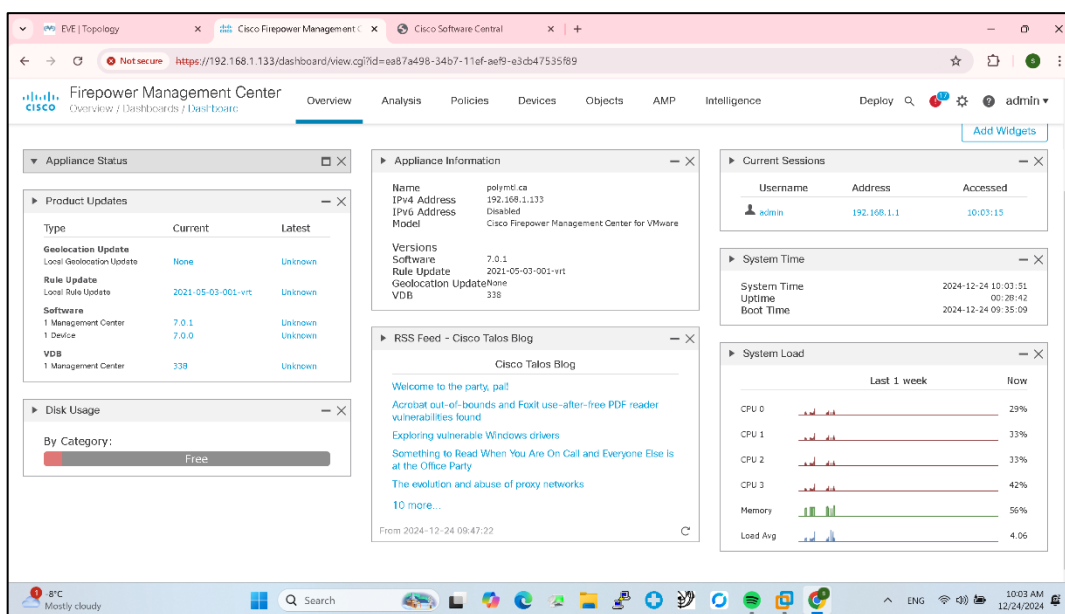 EVE | Topology
Cisco Firepower Management C
Cisco Software Central
Not secure https://192.168.1.133/dashboard/view.cgi?id=ea87a498-34b7-11ef-aef9-e3cb47535f89
S
CISCO
Firepower Management Center
Overview / Dashboards / Dashboard
Overview Analysis Policies Devices Objects AMP Intelligence Deploy 17 admin
Add Widgets
Appliance Status
Product Updates
Type Current Latest
Geolocation Update
Local Geolocation Update None Unknown
Rule Update
Local Rule Update 2021-05-03-001-vrt Unknown
Software
1 Management Center 7.0.1 Unknown
1 Device 7.0.0 Unknown
VDB
1 Management Center 338 Unknown
Disk Usage
By Category:
Free
Appliance Information
Name polymtl.ca
IPv4 Address 192.168.1.133
IPv6 Address Disabled
Model Cisco Firepower Management Center for VMware
Versions
Software 7.0.1
Rule Update 2021-05-03-001-vrt
Geolocation Update None
VDB 338
RSS Feed - Cisco Talos Blog
Cisco Talos Blog
Welcome to the party, pal!
Acrobat out-of-bounds and Foxit use-after-free PDF reader
vulnerabilities found
Exploring vulnerable Windows drivers
Something to Read When You Are On Call and Everyone Else is
at the Office Party
The evolution and abuse of proxy networks
10 more...
From 2024-12-24 09:47:22
Current Sessions
Username Address Accessed
admin 192.168.1.1 10:03:15
System Time
System Time 2024-12-24 10:03:51
Uptime 00:28:42
Boot Time 2024-12-24 09:35:09
System Load
Last 1 week Now
CPU 0 29%
CPU 1 33%
CPU 2 33%
CPU 3 42%
Memory 56%
Load Avg 4.06
1
-8°C
Mostly cloudy
Search
ENG
10:03 AM
12/24/2024